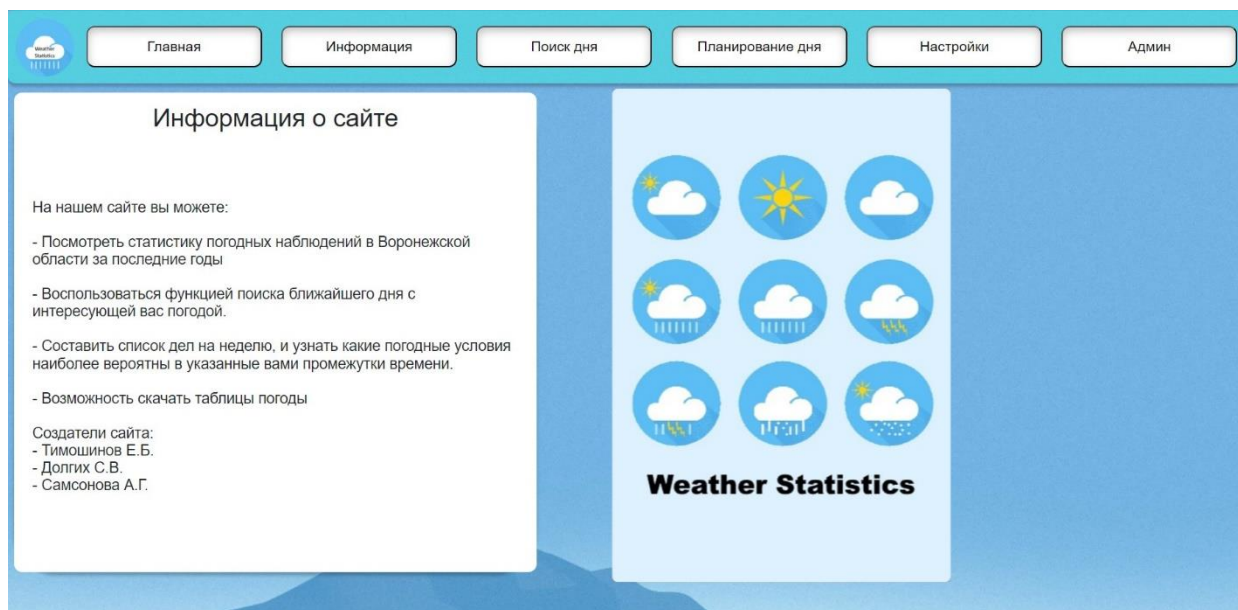 Weather
Statistics
Главная
Информация
Поиск дня
Планирование дня
Настройки
Админ
Информация о сайте
На нашем сайте вы можете:
- Посмотреть статистику погодных наблюдений в Воронежской
области за последние годы
- Воспользоваться функцией поиска ближайшего дня с
интересующей вас погодой.
- Составить список дел на неделю, и узнать какие погодные условия
наиболее вероятны в указанные вами промежутки времени.
- Возможность скачать таблицы погоды
Создатели сайта:
- Тимошинов Е.Б.
- Долгих С.В.
- Самсонова А.Г.
Weather Statistics